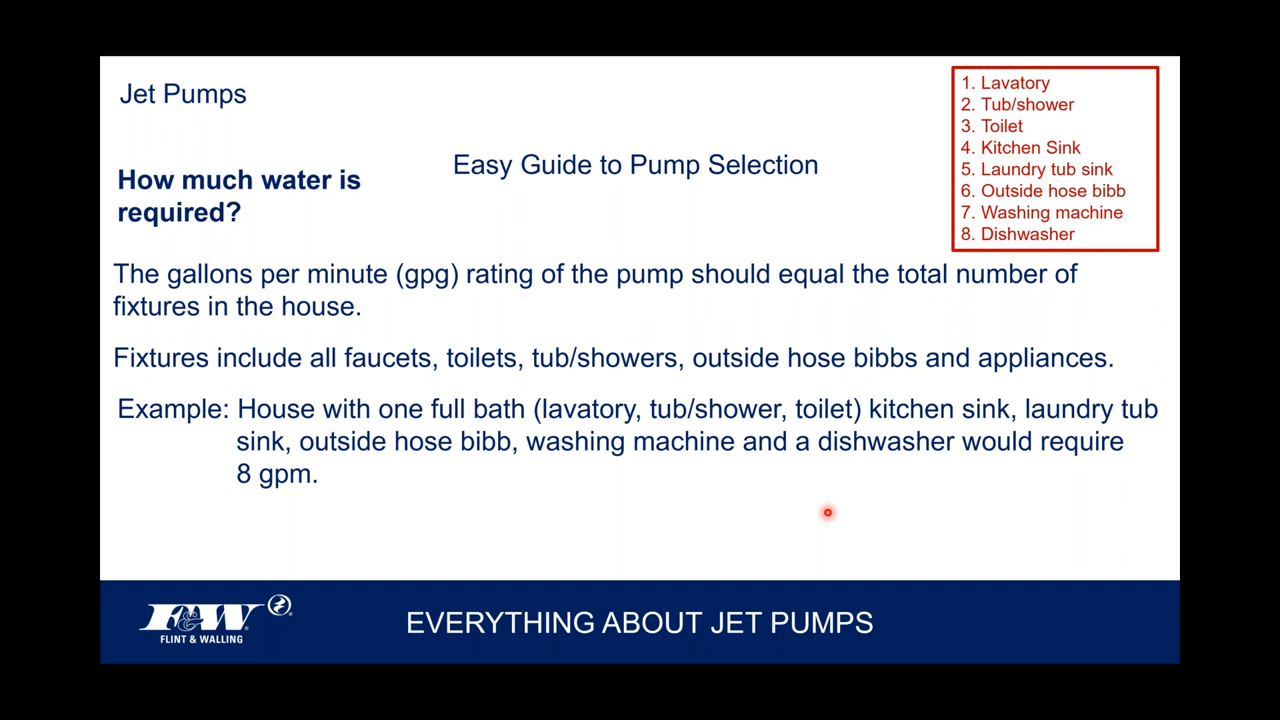 Jet Pumps
1. Lavatory
2. Tub/shower
3. Toilet
4. Kitchen Sink
5. Laundry tub sink
6. Outside hose bibb
7. Washing machine
8. Dishwasher
Easy Guide to Pump Selection
How much water is
required?
The gallons per minute (gpg) rating of the pump should equal the total number of
fixtures in the house.
Fixtures include all faucets, toilets, tub/showers, outside hose bibbs and appliances.
Example: House with one full bath (lavatory, tub/shower, toilet) kitchen sink, laundry tub
sink, outside hose bibb, washing machine and a dishwasher would require
8 gpm.
F&W®
FLINT & WALLING
EVERYTHING ABOUT JET PUMPS